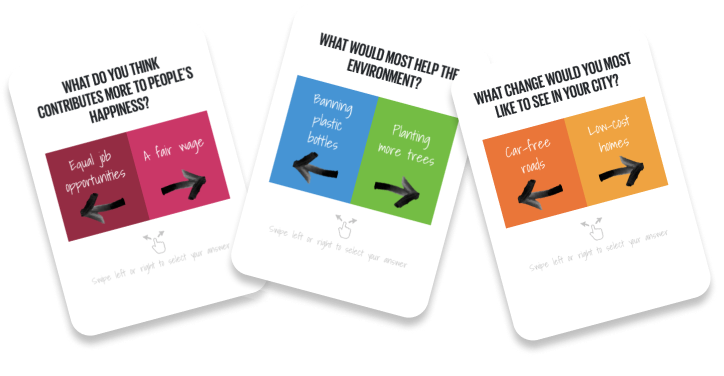 WHAT DO YOU THINK
CONTRIBUTES MORE TO PEOPLE'S
HAPPINESS?
Equal job
opportunities
A fair wage
Swipe left or right to select your answer
WHAT WOULD MOST HELP THE
ENVIRONMENT?
Banning
plastic
bottles
Planting
more trees
Swipe left or right to select your answer
WHAT CHANGE WOULD YOU MOST
LIKE TO SEE IN YOUR CITY?
Car-free
roads
Low-cost
homes
Swipe left or right to select your answer